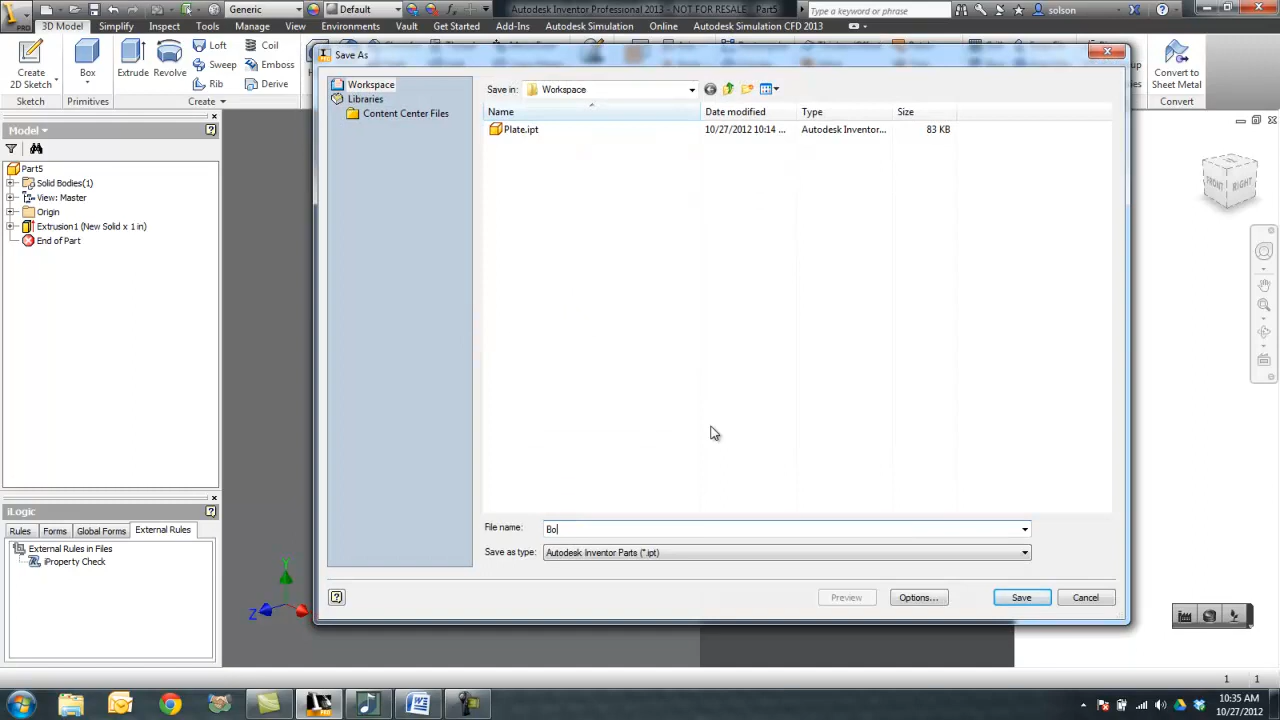 Generic
Default
Autodesk Inventor Professional 2013 - NOT FOR RESALE Part5
Type a keyword or phrase
solson
PRO
3D Model
Simplify
Inspect
Tools
Manage
View
Environments
Vault
Get Started
Add-Ins
Autodesk Simulation
Online
Autodesk Simulation CFD 2013
Create
2D Sketch
Sketch
Box
Primitives
Extrude
Revolve
Loft
Sweep
Rib
Coil
Emboss
Derive
Create
Convert to
Sheet Metal
Convert
Model
Part5
Solid Bodies(1)
View: Master
Origin
Extrusion1 (New Solid x 1 in)
End of Part
Save As
Workspace
Libraries
Content Center Files
Save in:
Workspace
Name
Date modified
Type
Size
Plate.ipt
10/27/2012 10:14 ...
Autodesk Inventor...
83 KB
File name:
Bo
Save as type:
Autodesk Inventor Parts (*.ipt)
Preview
Options...
Save
Cancel
FRONT
RIGHT
iLogic
Rules
Forms
Global Forms
External Rules
External Rules in Files
iProperty Check
Y
Z
1
1
10:35 AM
10/27/2012